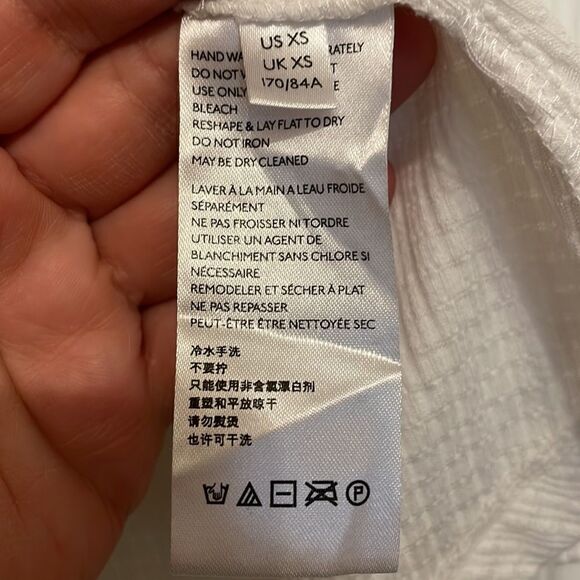 US XS
UK XS
170/84A
HAND RATELY
DO NOT
USE ONLY
BLEACH
RESHAPE & LAY FLAT TO DRY
DO NOT IRON
MAY BE DRY CLEANED
LAVER À LA MAIN A LEAU FROIDE
SÉPARÉMENT
NE PAS FROISSER NI TORDRE
UTILISER UN AGENT DE
BLANCHIMENT SANS CHLORE SI
NÉCESSAIRE
REMODELER ET SÉCHER À PLAT
NE PAS REPASSER
PEUT-ÊTRE ÊTRE NETTOYÉE SEC
冷水手洗
不要拧
只能使用非含氯漂白剂
重塑和平放晾干
请勿熨烫
也许可干洗
P